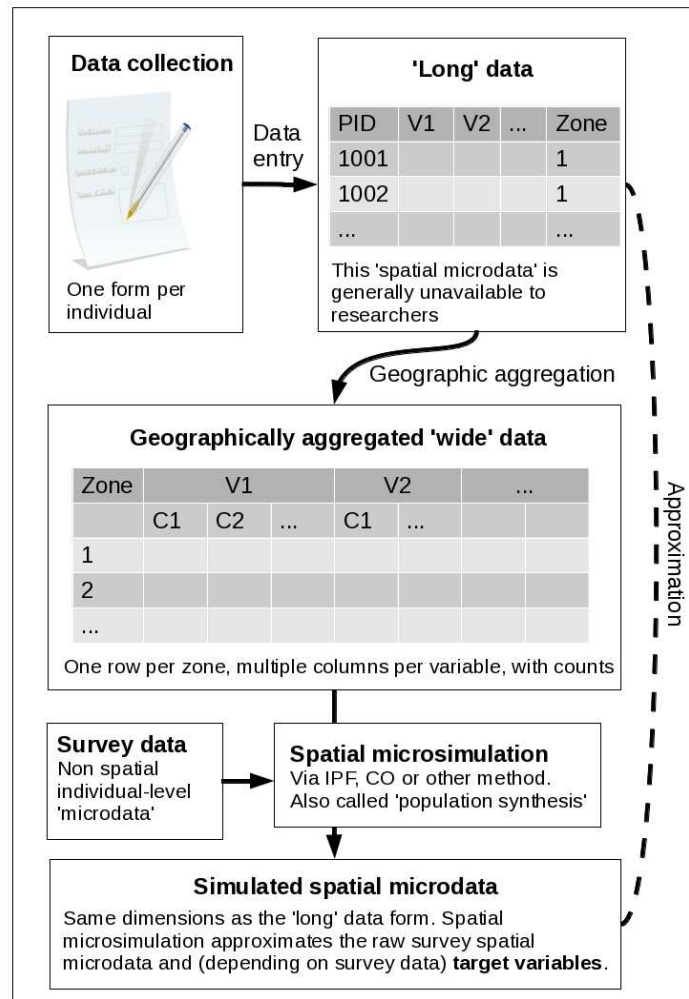 Data collection
One form per
individual
Data
entry
'Long' data
PID V1 V2 ... Zone
1001 1
1002 1
... ...
This 'spatial microdata' is
generally unavailable to
researchers
Geographic aggregation
Geographically aggregated 'wide' data
Zone V1 V2 ...
C1 C2 ... C1 ...
1
2
...
One row per zone, multiple columns per variable, with counts
Approximation
Survey data
Non spatial
individual-level
'microdata'
Spatial microsimulation
Via IPF, CO or other method.
Also called 'population synthesis'
Simulated spatial microdata
Same dimensions as the 'long' data form. Spatial
microsimulation approximates the raw survey spatial
microdata and (depending on survey data) target variables.